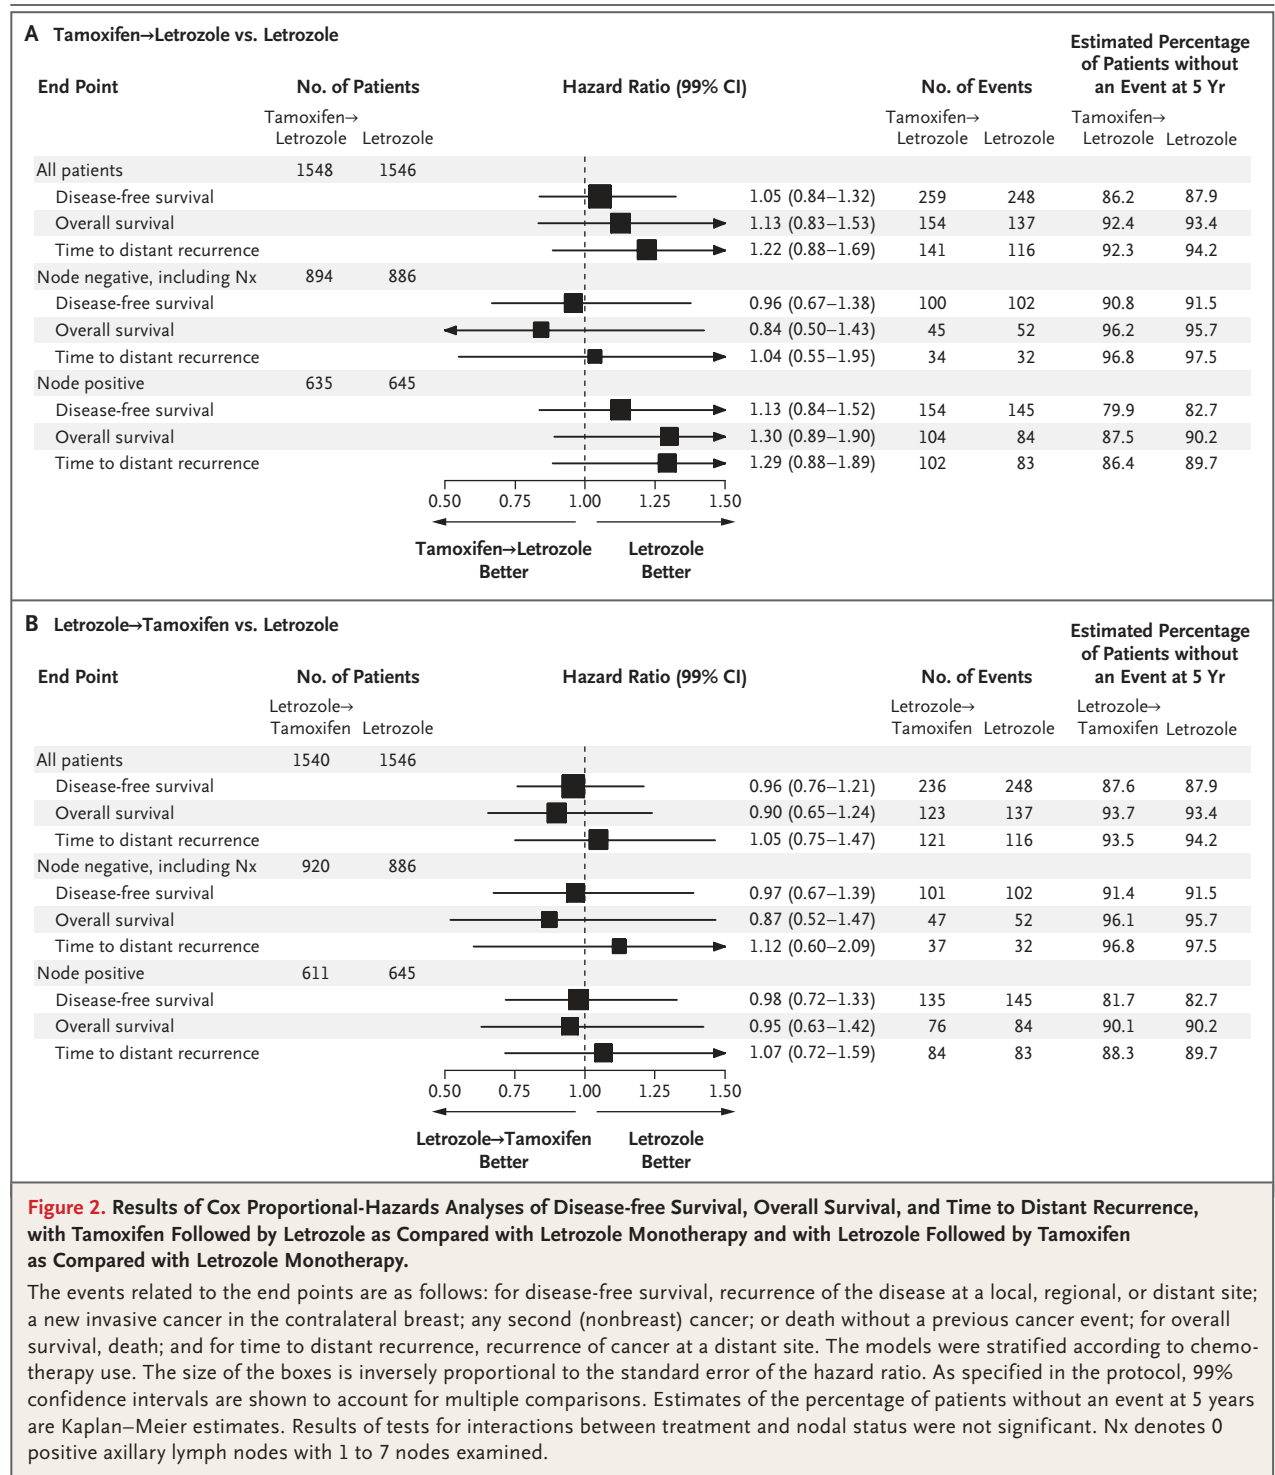 A Tamoxifen→Letrozole vs. Letrozole
Estimated Percentage
of Patients without
End Point No. of Patients Hazard Ratio (99% CI) No. of Events an Event at 5 Yr
Tamoxifen→ Tamoxifen→ Tamoxifen→
Letrozole Letrozole Letrozole Letrozole Letrozole Letrozole
All patients 1548 1546
Disease-free survival 1.05 (0.84–1.32) 259 248 86.2 87.9
Overall survival 1.13 (0.83–1.53) 154 137 92.4 93.4
Time to distant recurrence 1.22 (0.88–1.69) 141 116 92.3 94.2
Node negative, including Nx 894 886
Disease-free survival 0.96 (0.67–1.38) 100 102 90.8 91.5
Overall survival 0.84 (0.50–1.43) 45 52 96.2 95.7
Time to distant recurrence 1.04 (0.55–1.95) 34 32 96.8 97.5
Node positive 635 645
Disease-free survival 1.13 (0.84–1.52) 154 145 79.9 82.7
Overall survival 1.30 (0.89–1.90) 104 84 87.5 90.2
Time to distant recurrence 1.29 (0.88–1.89) 102 83 86.4 89.7
0.50 0.75 1.00 1.25 1.50
Tamoxifen→Letrozole Letrozole
Better Better
B Letrozole→Tamoxifen vs. Letrozole
Estimated Percentage
of Patients without
End Point No. of Patients Hazard Ratio (99% CI) No. of Events an Event at 5 Yr
Letrozole→ Letrozole→ Letrozole→
Tamoxifen Letrozole Tamoxifen Letrozole Tamoxifen Letrozole
All patients 1540 1546
Disease-free survival 0.96 (0.76–1.21) 236 248 87.6 87.9
Overall survival 0.90 (0.65–1.24) 123 137 93.7 93.4
Time to distant recurrence 1.05 (0.75–1.47) 121 116 93.5 94.2
Node negative, including Nx 920 886
Disease-free survival 0.97 (0.67–1.39) 101 102 91.4 91.5
Overall survival 0.87 (0.52–1.47) 47 52 96.1 95.7
Time to distant recurrence 1.12 (0.60–2.09) 37 32 96.8 97.5
Node positive 611 645
Disease-free survival 0.98 (0.72–1.33) 135 145 81.7 82.7
Overall survival 0.95 (0.63–1.42) 76 84 90.1 90.2
Time to distant recurrence 1.07 (0.72–1.59) 84 83 88.3 89.7
0.50 0.75 1.00 1.25 1.50
Letrozole→Tamoxifen Letrozole
Better Better
Figure 2. Results of Cox Proportional-Hazards Analyses of Disease-free Survival, Overall Survival, and Time to Distant Recurrence,
with Tamoxifen Followed by Letrozole as Compared with Letrozole Monotherapy and with Letrozole Followed by Tamoxifen
as Compared with Letrozole Monotherapy.
The events related to the end points are as follows: for disease-free survival, recurrence of the disease at a local, regional, or distant site;
a new invasive cancer in the contralateral breast; any second (nonbreast) cancer; or death without a previous cancer event; for overall
survival, death; and for time to distant recurrence, recurrence of cancer at a distant site. The models were stratified according to chemo-
therapy use. The size of the boxes is inversely proportional to the standard error of the hazard ratio. As specified in the protocol, 99%
confidence intervals are shown to account for multiple comparisons. Estimates of the percentage of patients without an event at 5 years
are Kaplan–Meier estimates. Results of tests for interactions between treatment and nodal status were not significant. Nx denotes 0
positive axillary lymph nodes with 1 to 7 nodes examined.